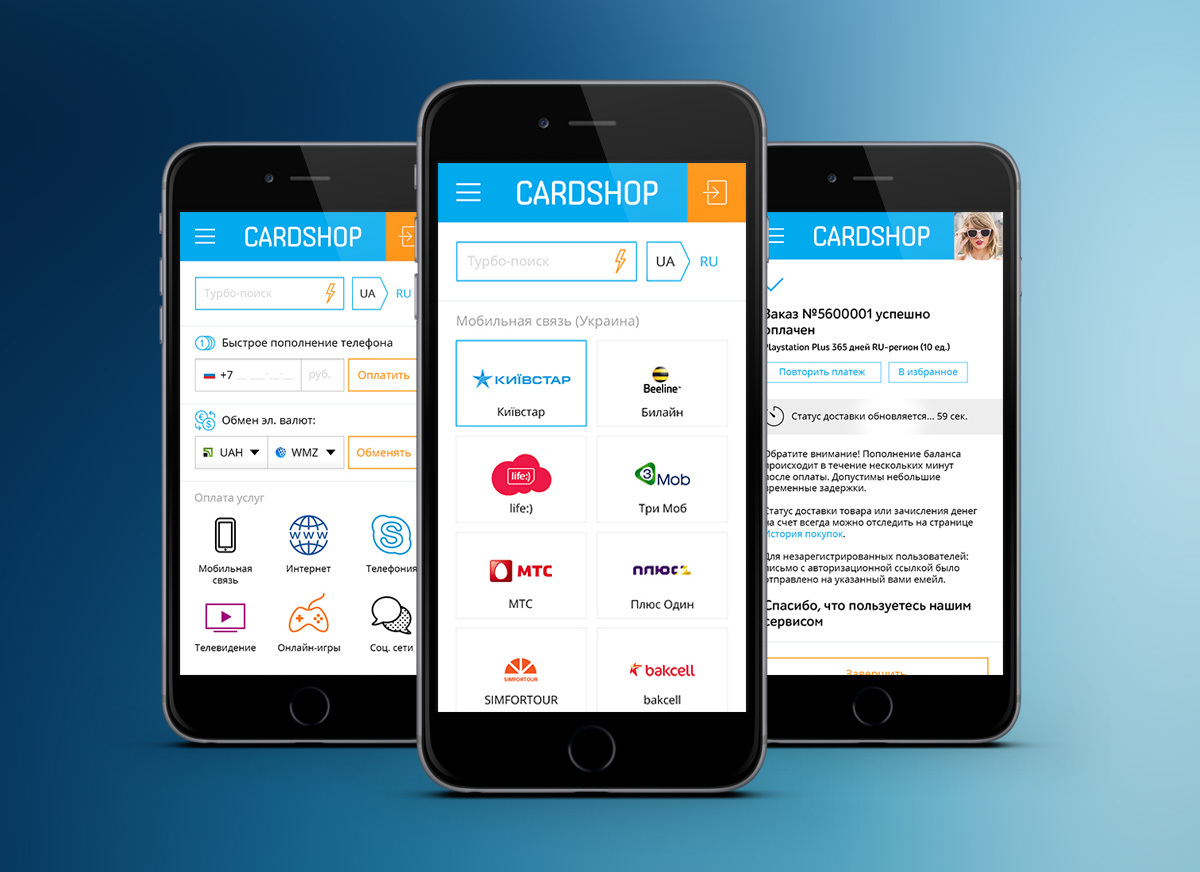 CARDSHOP
Турбо-поиск
UA
RU
Быстрое пополнение телефона
+7 __ ___-__-__
руб.
Оплатить
Обмен эл. валют:
UAH
WMZ
Обменять
Оплата услуг
Мобильная
связь
WWW
Интернет
S
Телефония
Телевидение
Онлайн-игры
Соц. сети
CARDSHOP
Турбо-поиск
UA
RU
Мобильная связь (Украина)
КИЇВСТАР
Київстар
Beeline
Билайн
life:)
life:)
3Mob
Три Моб
МТС
МТС
ПЛЮС1
Плюс Один
SIMFORTOUR
SIMFORTOUR
bakcell
bakcell
CARDSHOP
Заказ №5600001 успешно
оплачен
Playstation Plus 365 дней RU-регион (10 ед.)
Повторить платеж
В избранное
Статус доставки обновляется... 59 сек.
Обратите внимание! Пополнение баланса
происходит в течение нескольких минут
после оплаты. Допустимы небольшие
временные задержки.
Статус доставки товара или зачисления денег
на счет всегда можно отследить на странице
История покупок.
Для незарегистрированных пользователей:
письмо с авторизационной ссылкой было
отправлено на указанный вами емейл.
Спасибо, что пользуетесь нашим
сервисом
Завершить